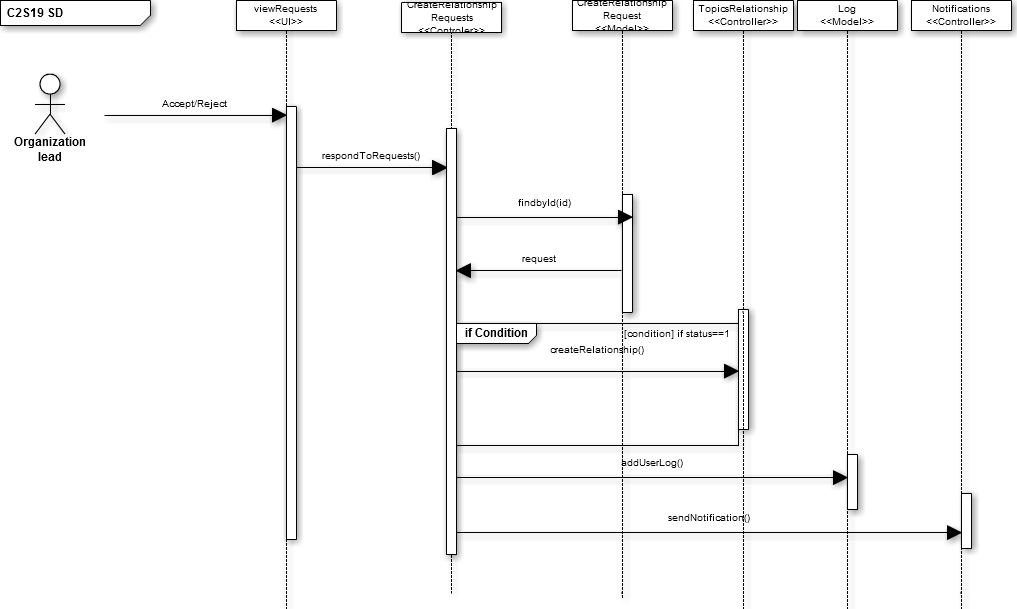 C2S19 SD
viewRequests
<<UI>>
CreateRelationship
Requests
<<Controler>>
CreateRelationship
Request
<<Model>>
TopicsRelationship
<<Controller>>
Log
<<Model>>
Notifications
<<Controller>>
Organization
lead
Accept/Reject
respondToRequests()
findbyId(id)
request
if Condition
[condition] if status==1
createRelationship()
addUserLog()
sendNotification()